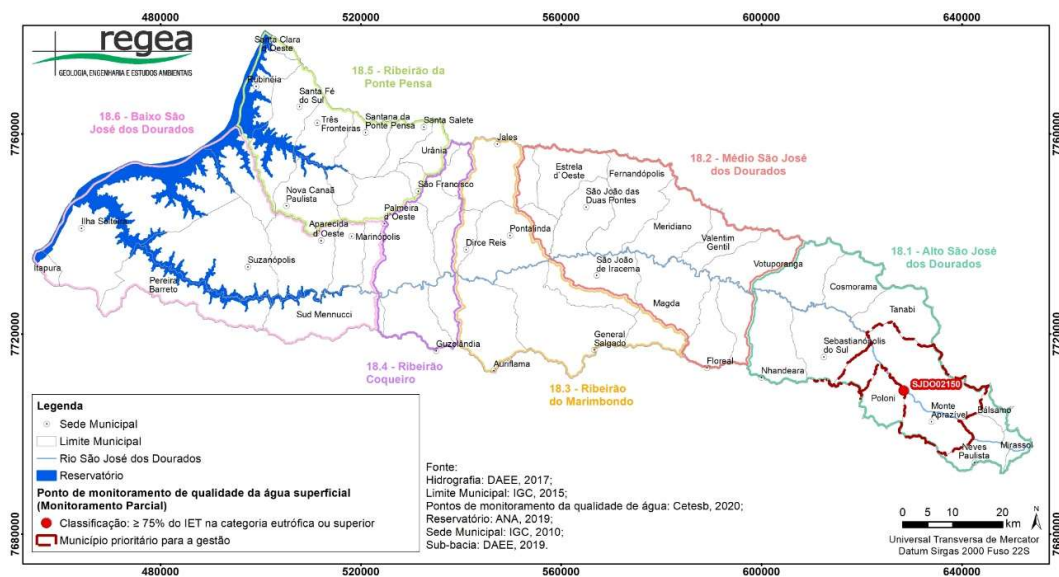 480000
520000
560000
600000
640000
regea
GEOLOGIA, ENGENHARIA E ESTUDOS AMBIENTAIS
Santa Clara
d'Oeste
18.5 - Ribeirão da
Ponte Pensa
Rubinéia
Santa Fé
do Sul
Três
Fronteiras
Santana da
Ponte Pensa
Santa Salete
Urânia
18.6 - Baixo São
José dos Dourados
7760000
7760000
Jales
18.2 - Médio São José
dos Dourados
Estrela
d'Oeste
Fernandópolis
São João das
Duas Pontes
São Francisco
Nova Canaã
Paulista
Palmeira
d'Oeste
Aparecida
d'Oeste
Marinópolis
Ilha Solteira
Pontalinda
Dirce Reis
Meridiano
Valentim
Gentil
Votuporanga
18.1 - Alto São José
dos Dourados
Itapura
Suzanópolis
Pereira
Barreto
São João
de Iracema
Cosmorama
Tanabi
Magda
Sud Mennucci
7720000
7720000
General
Salgado
Guzolândia
Sebastianópolis
do Sul
Auriflama
Floreal
Nhandeara
18.4 - Ribeirão
Coqueiro
18.3 - Ribeirão
do Marimbondo
SJDO02150
Poloni
Monte
Aprazível
Bálsamo
Neves
Paulista
Mirassol
Legenda
Sede Municipal
Limite Municipal
Rio São José dos Dourados
Reservatório
Ponto de monitoramento de qualidade da água superficial
(Monitoramento Parcial)
Classificação: ≥ 75% do IET na categoria eutrófica ou superior
Município prioritário para a gestão
Fonte:
Hidrografia: DAEE, 2017;
Limite Municipal: IGC, 2015;
Pontos de monitoramento da qualidade de água: Cetesb, 2020;
Reservatório: ANA, 2019;
Sede Municipal: IGC, 2010;
Sub-bacia: DAEE, 2019.
0 5 10 20
km
N
Universal Transversa de Mercator
Datum Sirgas 2000 Fuso 22S
7680000
7680000
480000
520000
560000
600000
640000